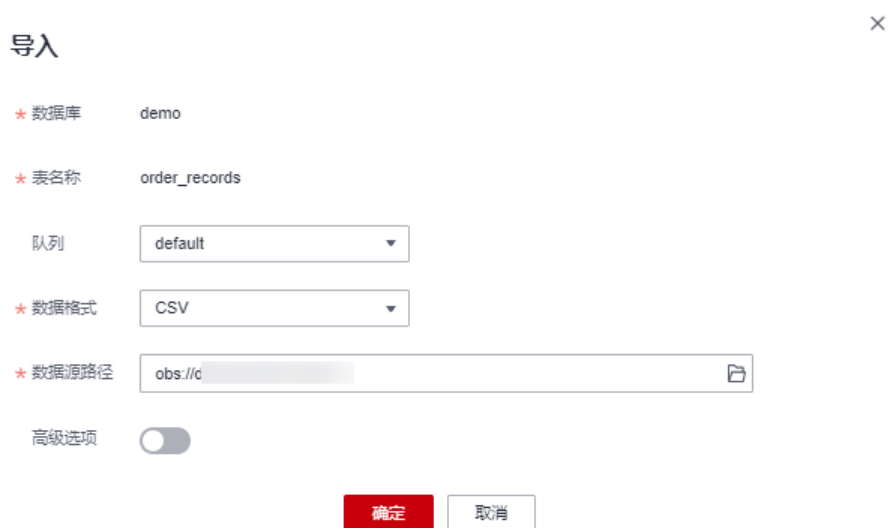 导入
* 数据库 demo
* 表名称 order_records
队列 default
* 数据格式 CSV
* 数据源路径 obs://d
高级选项
确定 取消